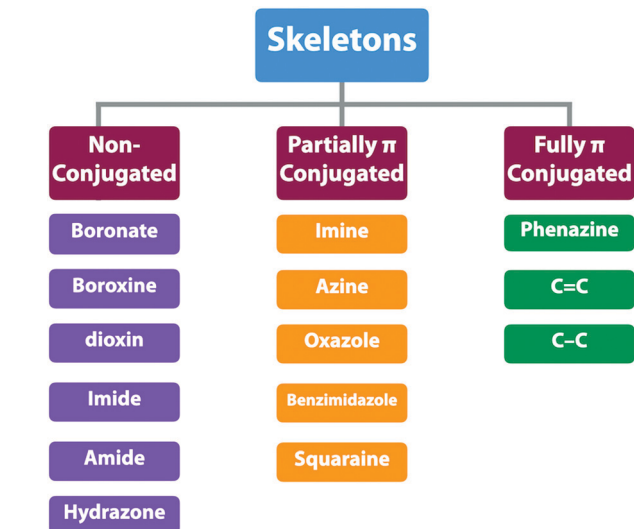 Skeletons
Non-
Conjugated
Boronate
Boroxine
dioxin
Imide
Amide
Hydrazone
Partially π
Conjugated
Imine
Azine
Oxazole
Benzimidazole
Squaraine
Fully π
Conjugated
Phenazine
C=C
C–C